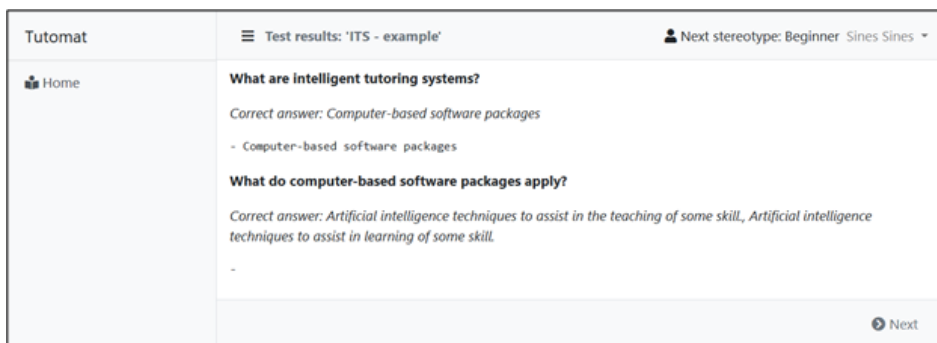 Tutomat
Test results: 'ITS - example'
Next stereotype: Beginner Sines Sines
Home
What are intelligent tutoring systems?
Correct answer: Computer-based software packages
- Computer-based software packages
What do computer-based software packages apply?
Correct answer: Artificial intelligence techniques to assist in the teaching of some skill., Artificial intelligence
techniques to assist in learning of some skill.
-
Next